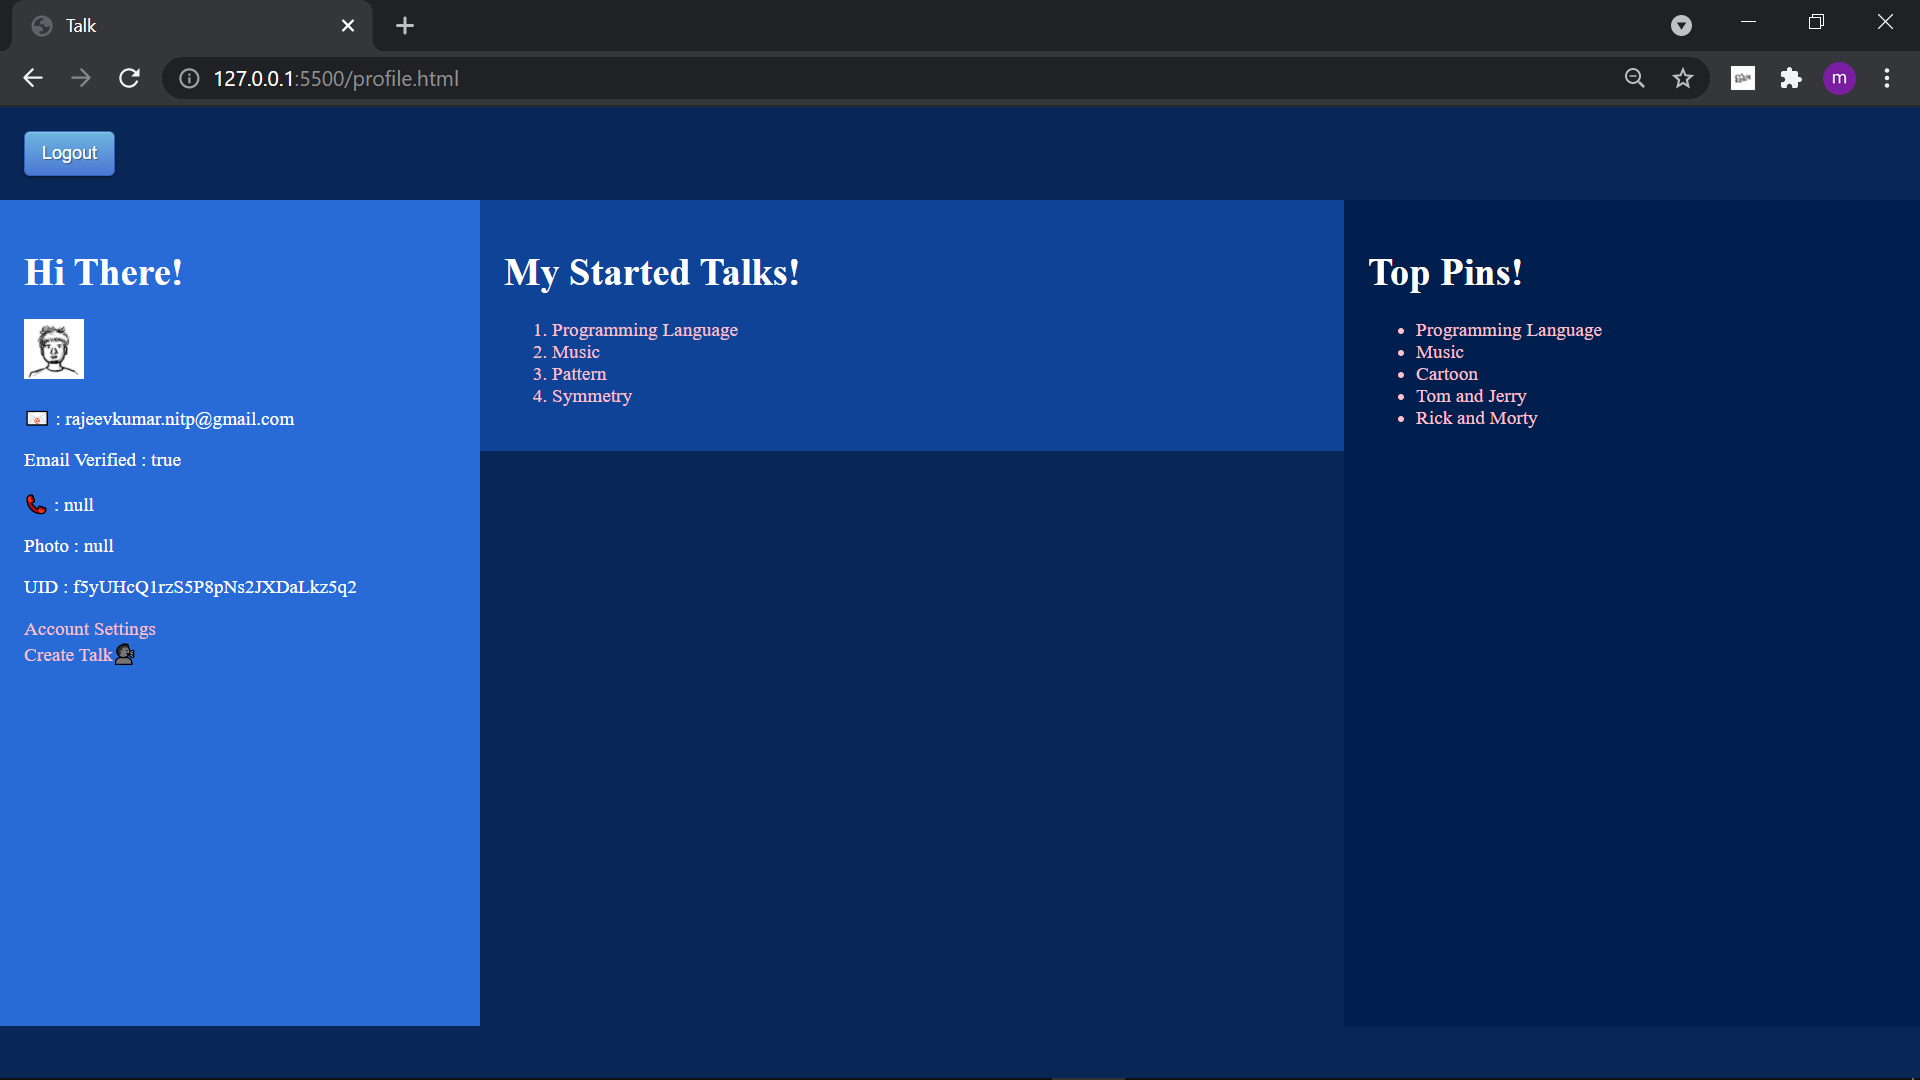 Talk
127.0.0.1:5500/profile.html
m
Logout
Hi There!
📧 : rajeevkumar.nitp@gmail.com
Email Verified : true
📞 : null
Photo : null
UID : f5yUHcQ1rzS5P8pNs2JXDaLkz5q2
Account Settings
Create Talk🗣
My Started Talks!
1. Programming Language
2. Music
3. Pattern
4. Symmetry
Top Pins!
• Programming Language
• Music
• Cartoon
• Tom and Jerry
• Rick and Morty